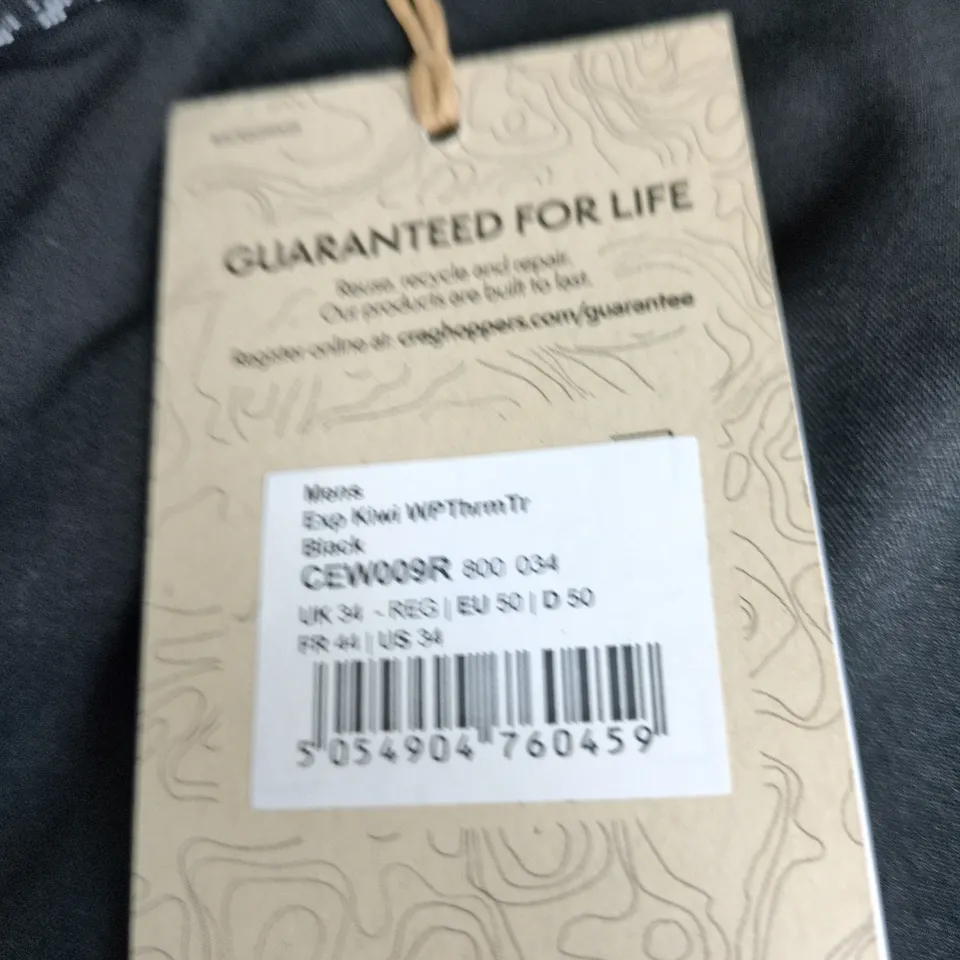 GUARANTEED FOR LIFE
Reuse, recycle and repair.
Our products are built to last.
Register online at: craghoppers.com/guarantee
Mens
Exp Kiwi WPThrmTr
Black
CEW009R 800 034
UK 34 - REG | EU 50 | D 50
FR 44 | US 34
5 054904 760459